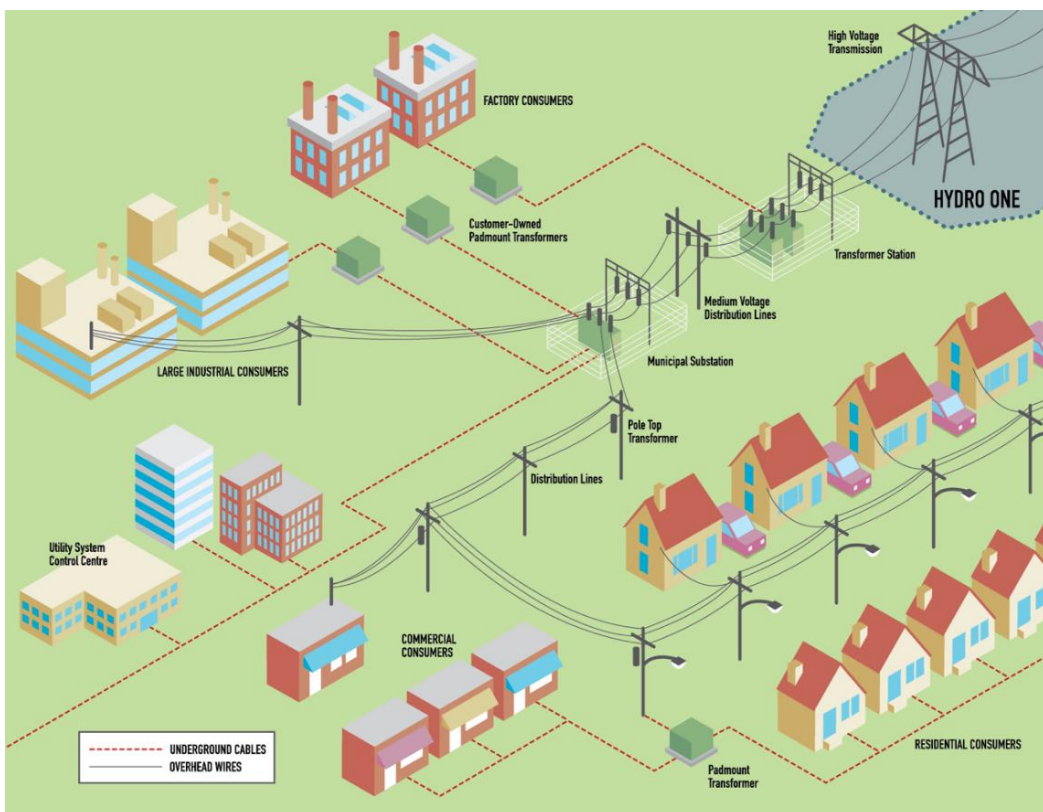 High Voltage
Transmission
FACTORY CONSUMERS
HYDRO ONE
Customer-Owned
Padmount Transformers
Transformer Station
Medium Voltage
Distribution Lines
Municipal Substation
LARGE INDUSTRIAL CONSUMERS
Pole Top
Transformer
Distribution Lines
Utility System
Control Centre
COMMERCIAL
CONSUMERS
RESIDENTIAL CONSUMERS
UNDERGROUND CABLES
OVERHEAD WIRES
Padmount
Transformer